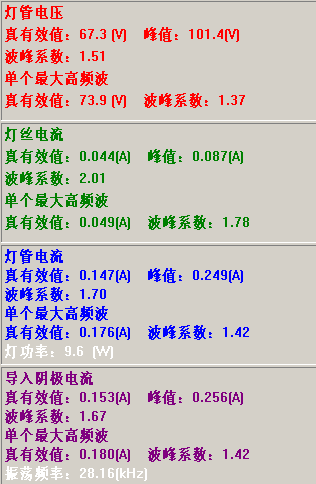 灯管电压
真有效值：67.3 (V)　峰值：101.4(V)
波峰系数：1.51
单个最大高频波
真有效值：73.9 (V)　波峰系数：1.37
灯丝电流
真有效值：0.044(A)　峰值：0.087(A)
波峰系数：2.01
单个最大高频波
真有效值：0.049(A)　波峰系数：1.78
灯管电流
真有效值：0.147(A)　峰值：0.249(A)
波峰系数：1.70
单个最大高频波
真有效值：0.176(A)　波峰系数：1.42
灯功率：9.6 (W)
导入阴极电流
真有效值：0.153(A)　峰值：0.256(A)
波峰系数：1.67
单个最大高频波
真有效值：0.180(A)　波峰系数：1.42
振荡频率：28.16(kHz)